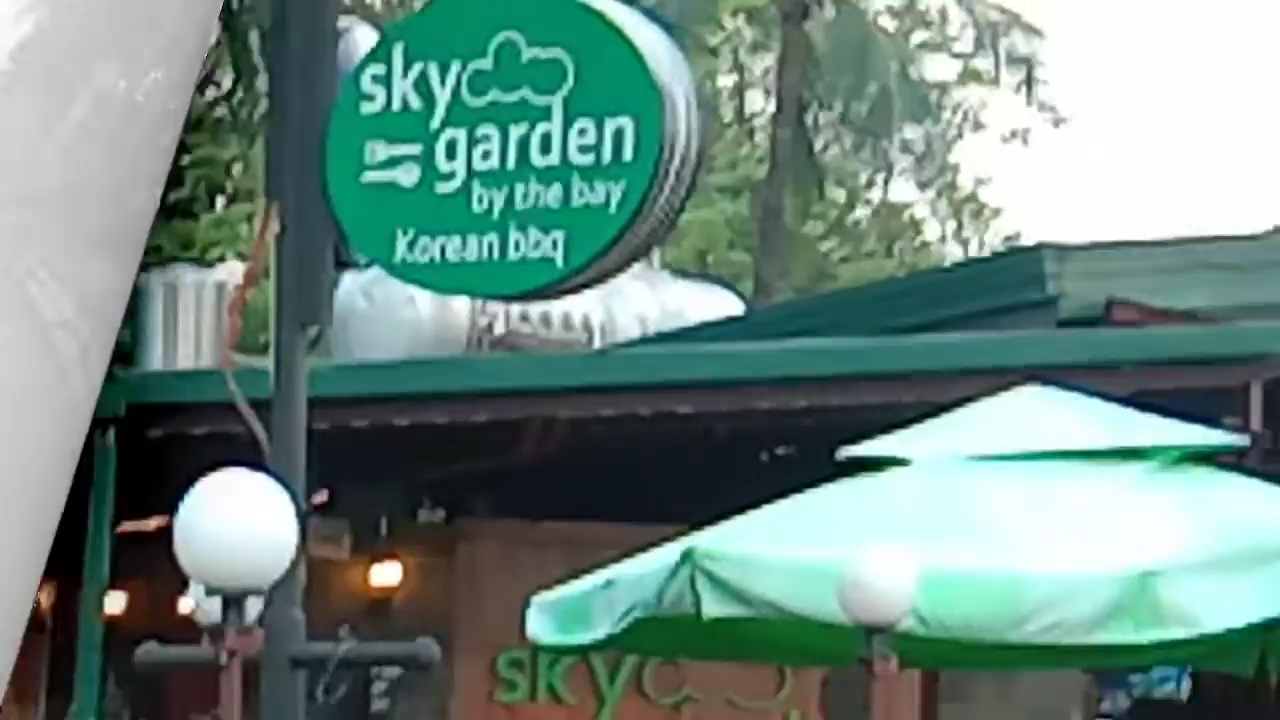 sky
garden
by the bay
Korean bbq
sky